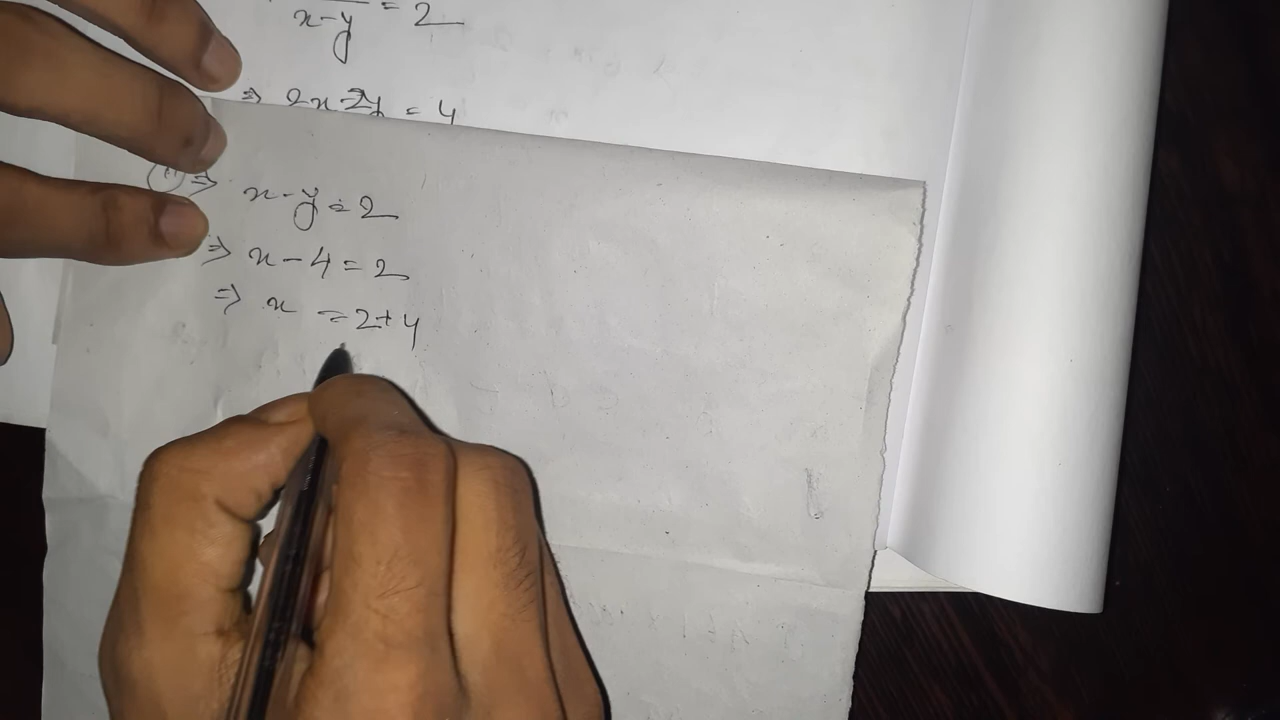 x-y = 2
⇒ 2x-2y = 4
(ii) ⇒ x-y = 2
⇒ x-4 = 2
⇒ x = 2+4